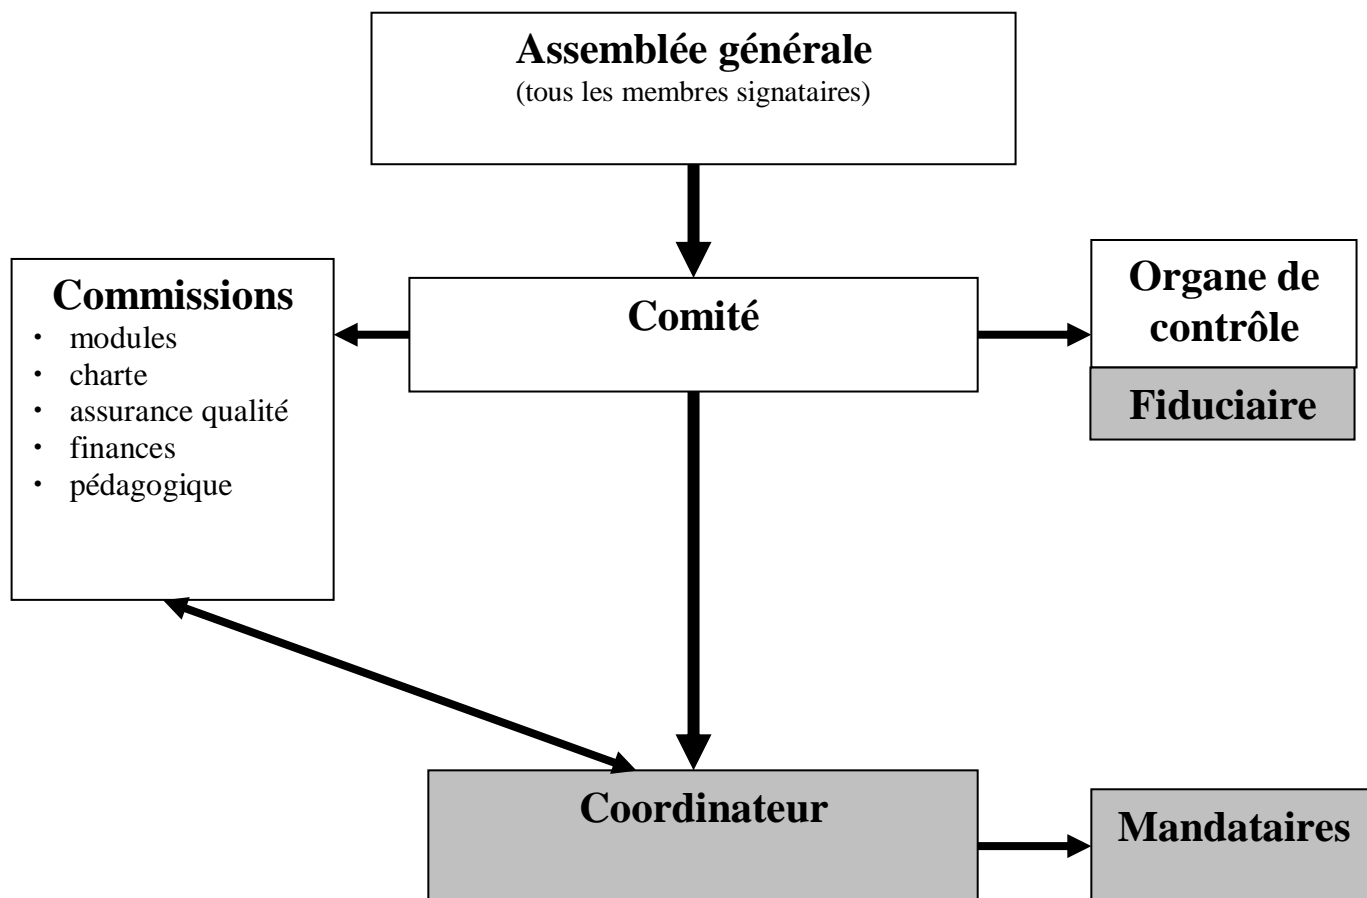 Assemblée générale
(tous les membres signataires)
Commissions
· modules
· charte
· assurance qualité
· finances
· pédagogique
Comité
Organe de
contrôle
Fiduciaire
Coordinateur
Mandataires